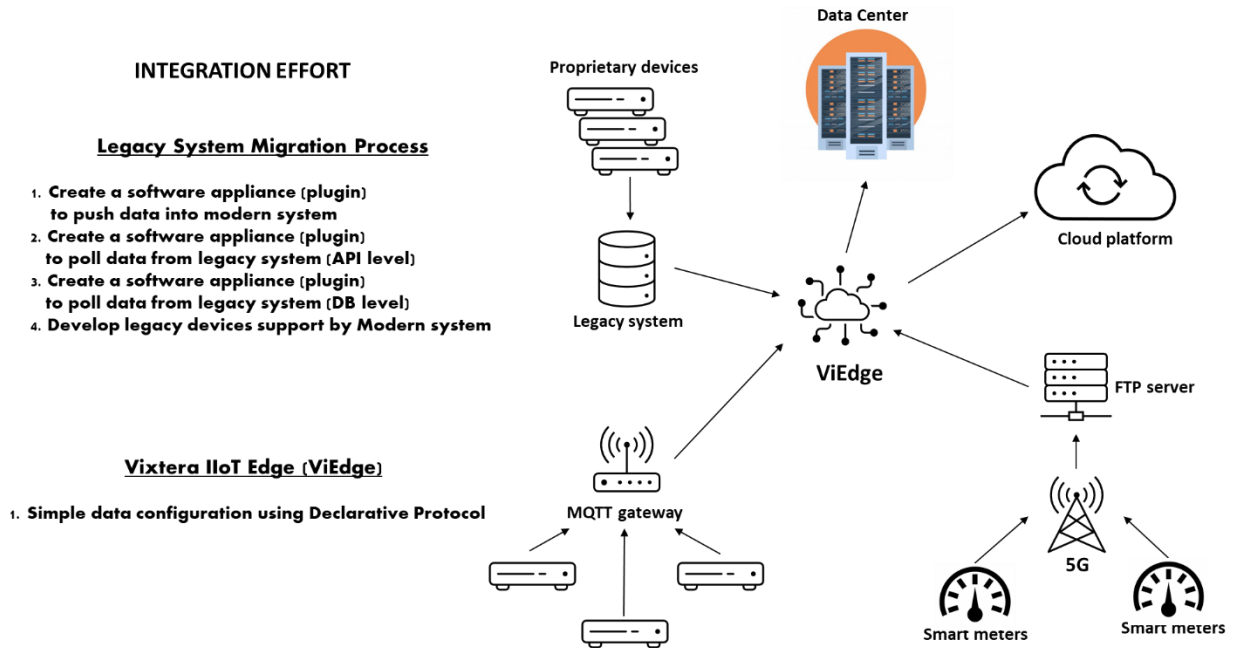 INTEGRATION EFFORT
Legacy System Migration Process
1. Create a software appliance (plugin)
to push data into modern system
2. Create a software appliance (plugin)
to poll data from legacy system (API level)
3. Create a software appliance (plugin)
to poll data from legacy system (DB level)
4. Develop legacy devices support by Modern system
Vixtera IIoT Edge (ViEdge)
1. Simple data configuration using Declarative Protocol
Proprietary devices
Data Center
Legacy system
Cloud platform
ViEdge
FTP server
MQTT gateway
5G
Smart meters
Smart meters